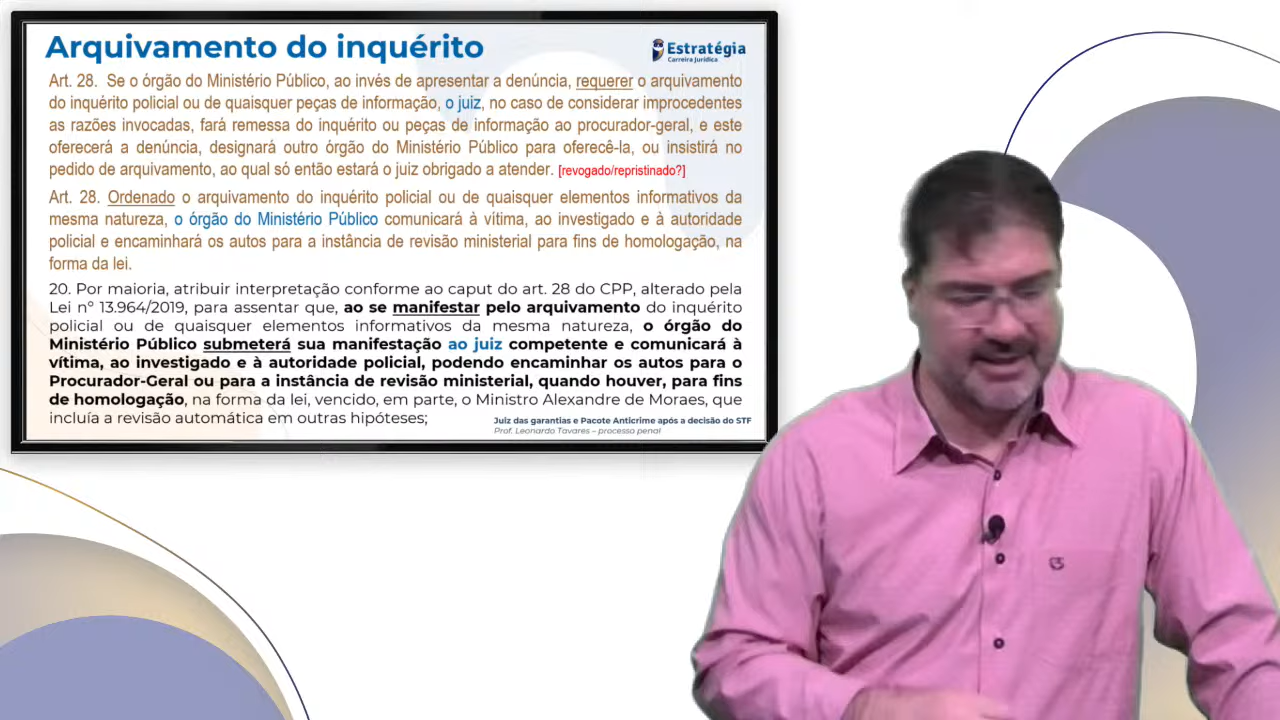 Arquivamento do inquérito
Estratégia
Carreira Jurídica
Art. 28. Se o órgão do Ministério Público, ao invés de apresentar a denúncia, requerer o arquivamento
do inquérito policial ou de quaisquer peças de informação, o juiz, no caso de considerar improcedentes
as razões invocadas, fará remessa do inquérito ou peças de informação ao procurador-geral, e este
oferecerá a denúncia, designará outro órgão do Ministério Público para oferecê-la, ou insistirá no
pedido de arquivamento, ao qual só então estará o juiz obrigado a atender. [revogado/repristinado?]
Art. 28. Ordenado o arquivamento do inquérito policial ou de quaisquer elementos informativos da
mesma natureza, o órgão do Ministério Público comunicará à vítima, ao investigado e à autoridade
policial e encaminhará os autos para a instância de revisão ministerial para fins de homologação, na
forma da lei.
20. Por maioria, atribuir interpretação conforme ao caput do art. 28 do CPP, alterado pela
Lei nº 13.964/2019, para assentar que, ao se manifestar pelo arquivamento do inquérito
policial ou de quaisquer elementos informativos da mesma natureza, o órgão do
Ministério Público submeterá sua manifestação ao juiz competente e comunicará à
vítima, ao investigado e à autoridade policial, podendo encaminhar os autos para o
Procurador-Geral ou para a instância de revisão ministerial, quando houver, para fins
de homologação, na forma da lei, vencido, em parte, o Ministro Alexandre de Moraes, que
incluía a revisão automática em outras hipóteses;
Juiz das garantias e Pacote Anticrime após a decisão do STF
Prof. Leonardo Tavares – processo penal